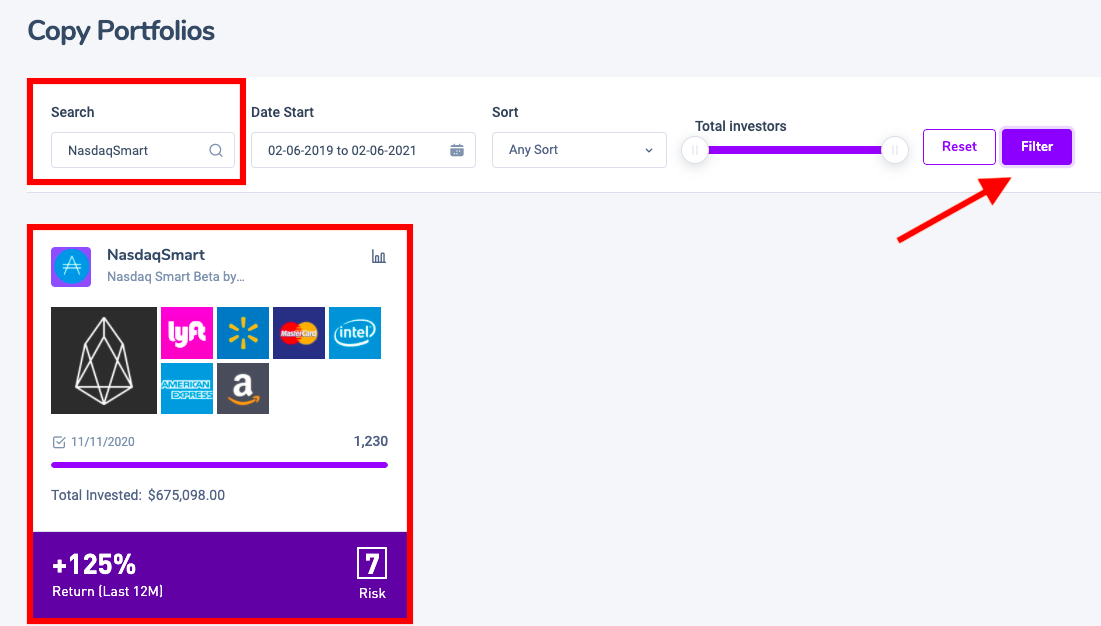 Copy Portfolios
Search
Date Start
Sort
Total investors
NasdaqSmart
02-06-2019 to 02-06-2021
Any Sort
Reset
Filter
NasdaqSmart
Nasdaq Smart Beta by...
lyft
MasterCard
intel
AMERICAN
EXPRESS
a
11/11/2020
1,230
Total Invested: $675,098.00
+125%
7
Return (Last 12M)
Risk